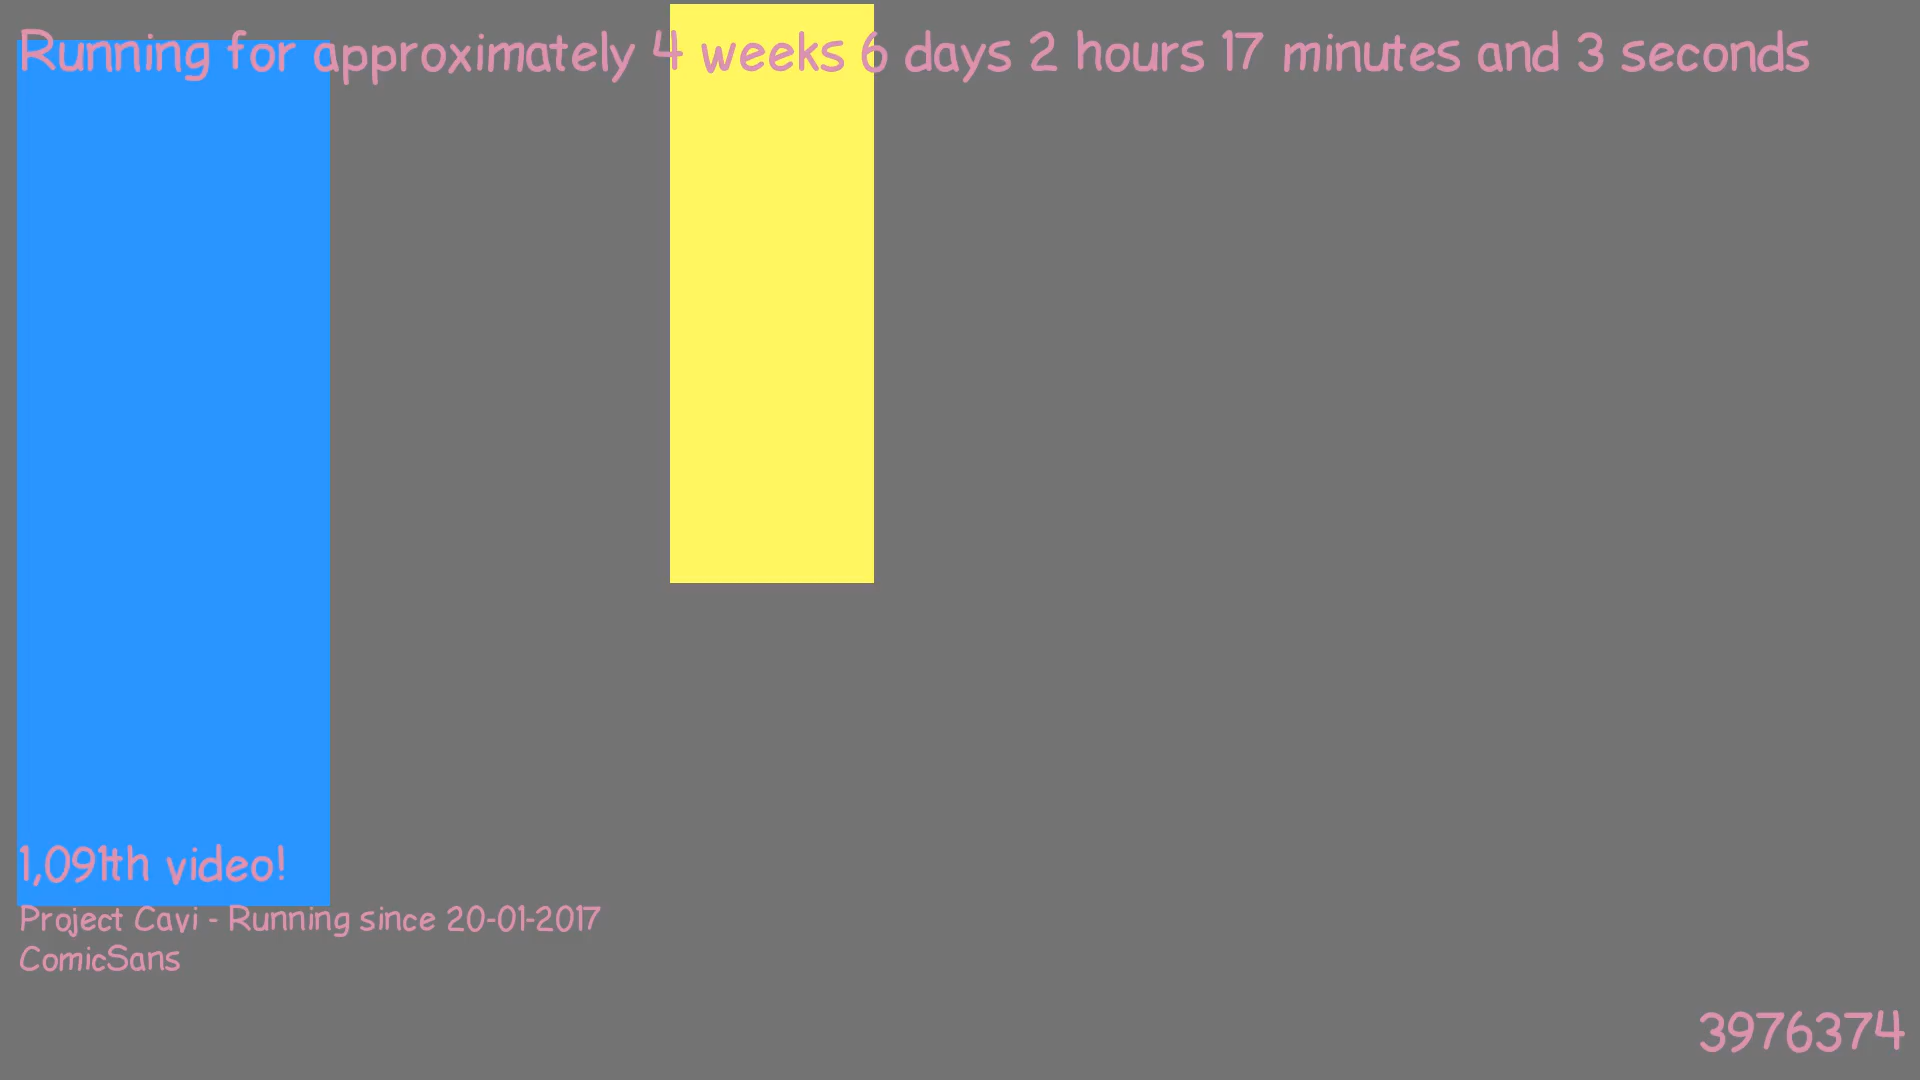 Running for approximately 4 weeks 6 days 2 hours 17 minutes and 3 seconds
1,091th video!
Project Cavi - Running since 20-01-2017
ComicSans
3976374